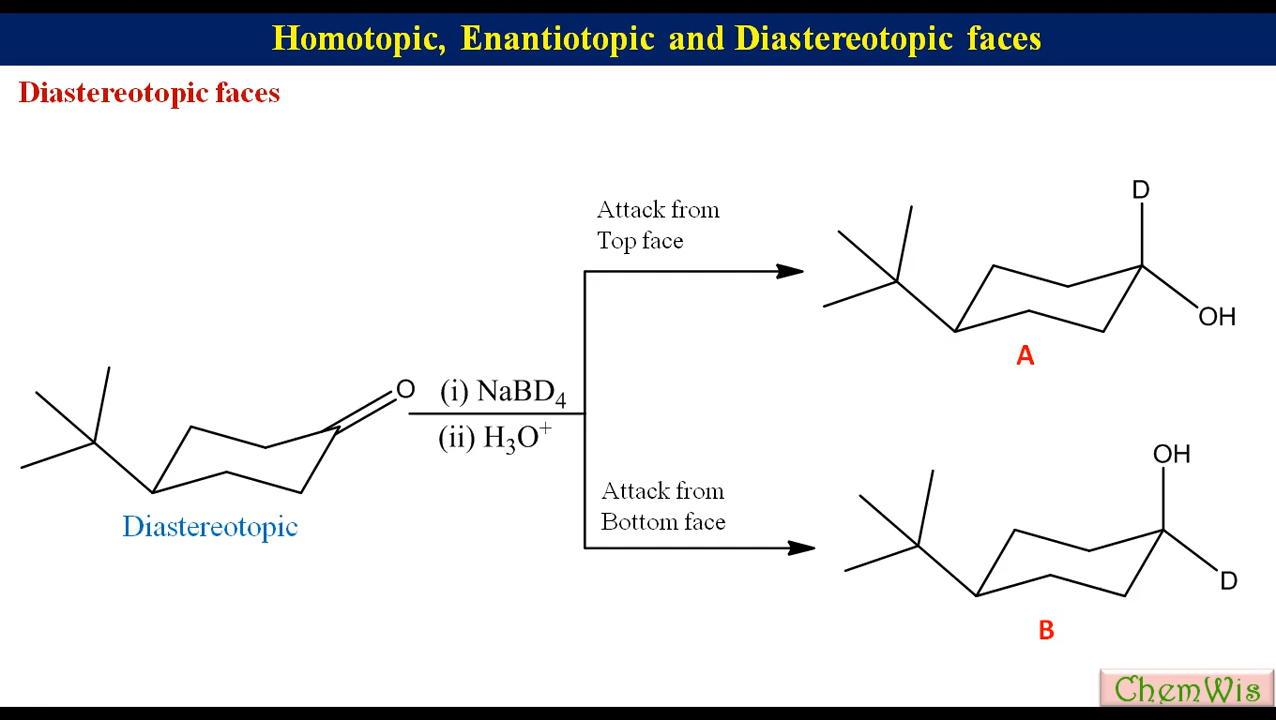 Homotopic, Enantiotopic and Diastereotopic faces
Diastereotopic faces
Attack from
Top face
D
OH
A
O
(i) NaBD₄
(ii) H₃O⁺
Diastereotopic
Attack from
Bottom face
OH
D
B
ChemWis